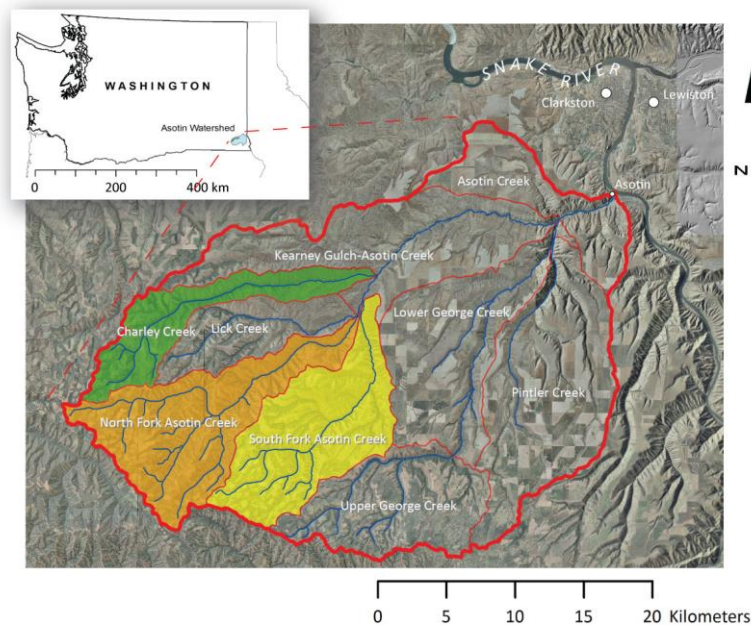 WASHINGTON
Asotin Watershed
0 200 400 km
SNAKE RIVER
Clarkston
Lewiston
N
Asotin Creek
Asotin
Kearney Gulch-Asotin Creek
Charley Creek
Lick Creek
Lower George Creek
North Fork Asotin Creek
South Fork Asotin Creek
Pintler Creek
Upper George Creek
0 5 10 15 20 Kilometers